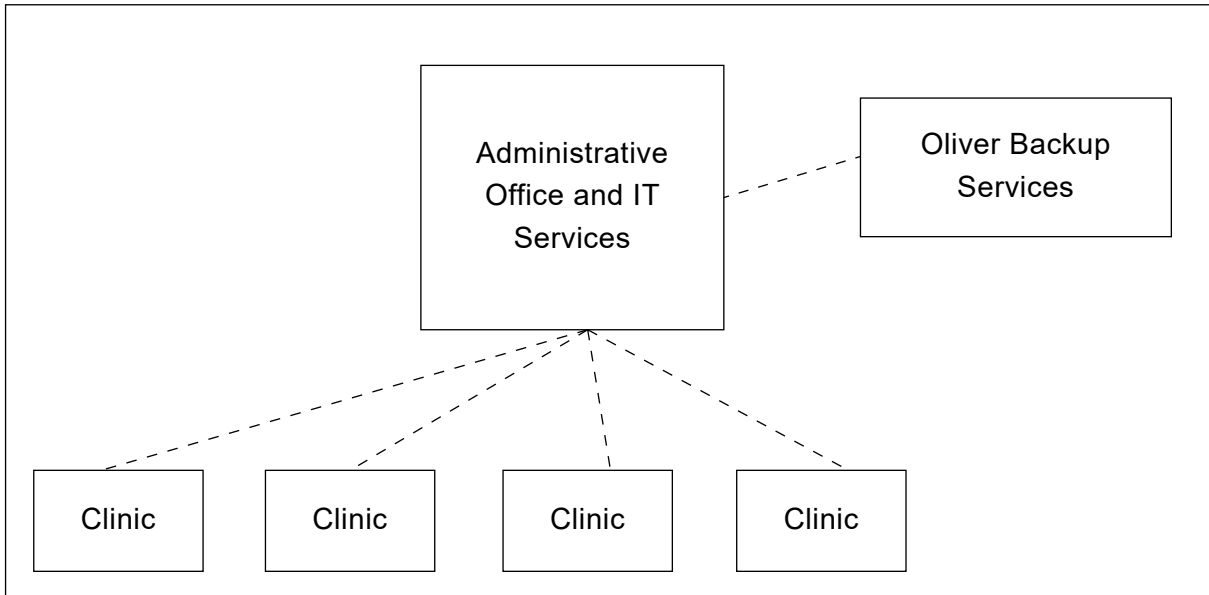 Administrative
Office and IT
Services
Oliver Backup
Services
Clinic
Clinic
Clinic
Clinic